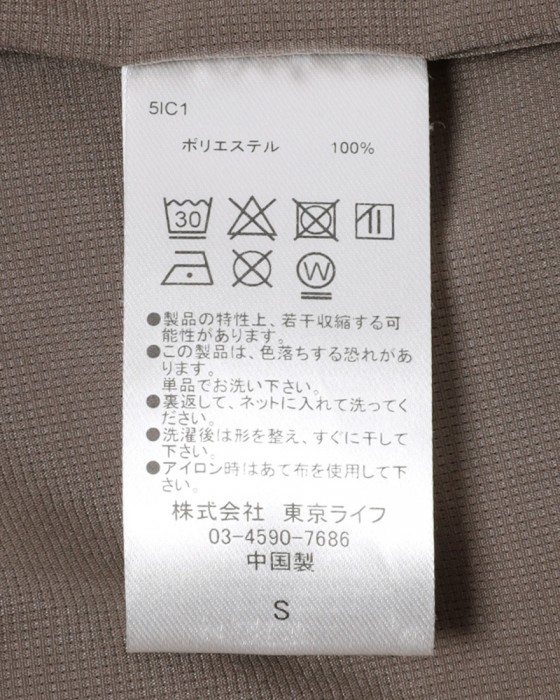 5IC1
ポリエステル 100%
30
W
●製品の特性上、若干収縮する可
能性があります。
●この製品は、色落ちする恐れがあ
ります。
単品でお洗い下さい。
●裏返して、ネットに入れて洗ってく
ださい。
●洗濯後は形を整え、すぐに干して
下さい。
●アイロン時はあて布を使用して下
さい。
株式会社 東京ライフ
03-4590-7686
中国製
S